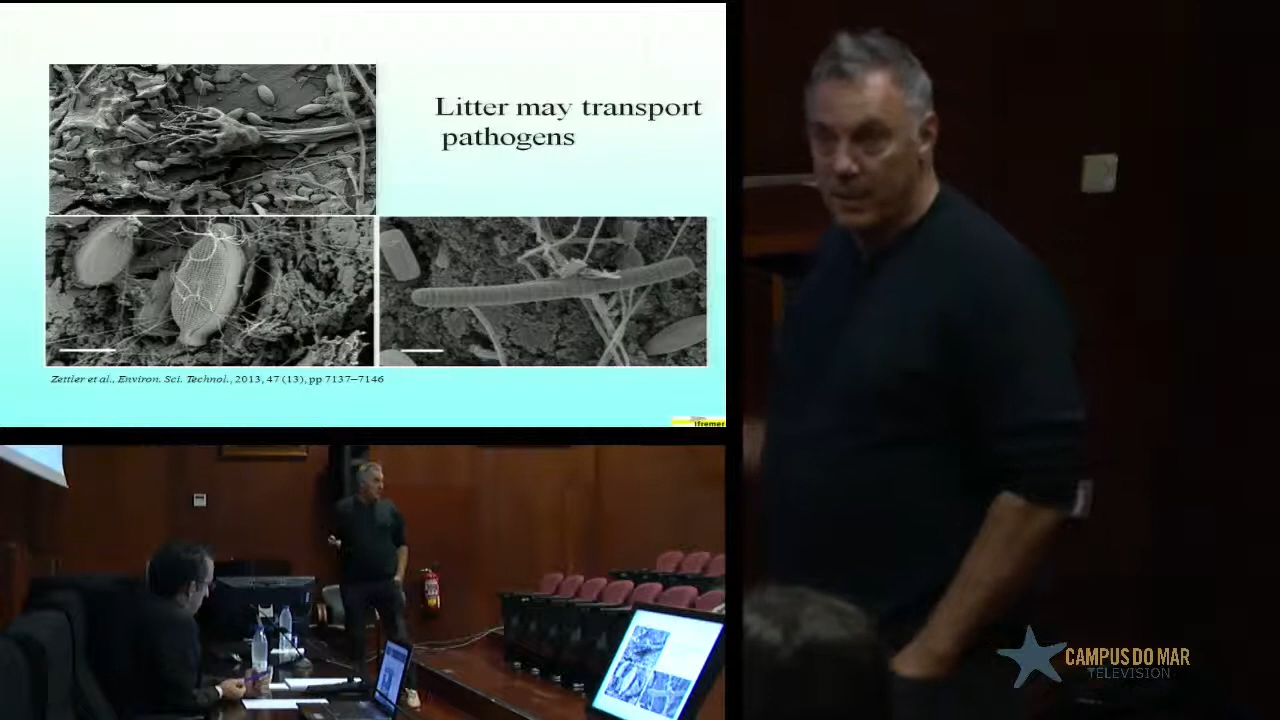 Litter may transport
pathogens
Zettler et al., Environ. Sci. Technol., 2013, 47 (13), pp 7137–7146
ifremer
CAMPUS DO MAR
TELEVISION